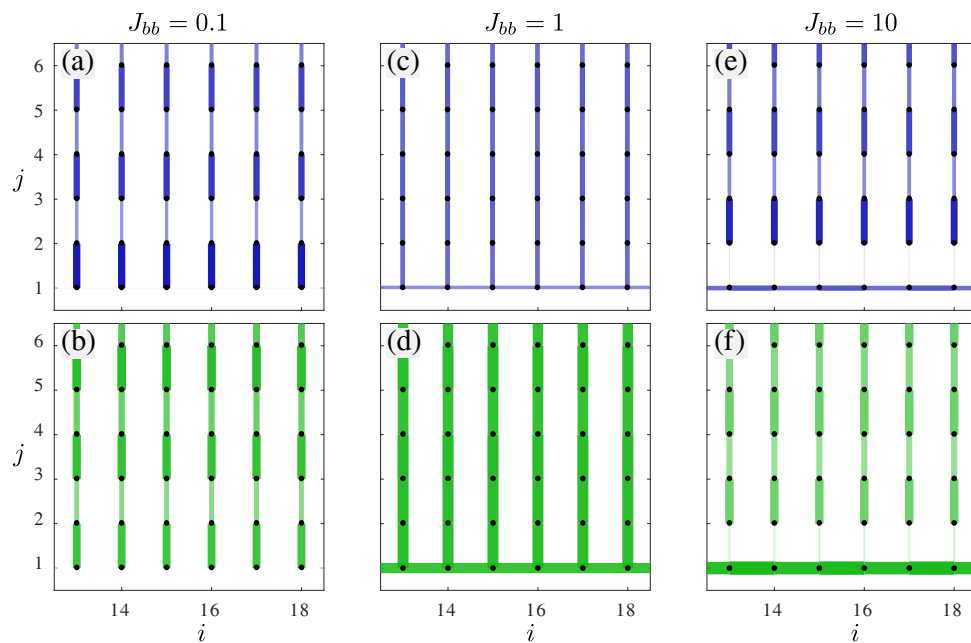 J_{bb} = 0.1 J_{bb} = 1 J_{bb} = 10
(a) (c) (e)
6
5
4
j
3
2
1
(b) (d) (f)
6
5
4
j
3
2
1
14 16 18 14 16 18 14 16 18
i i i